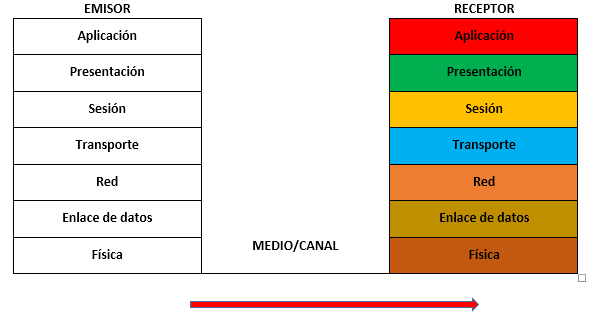 EMISOR
RECEPTOR
Aplicación
Aplicación
Presentación
Presentación
Sesión
Sesión
Transporte
Transporte
Red
Red
Enlace de datos
Enlace de datos
Física
MEDIO/CANAL
Física